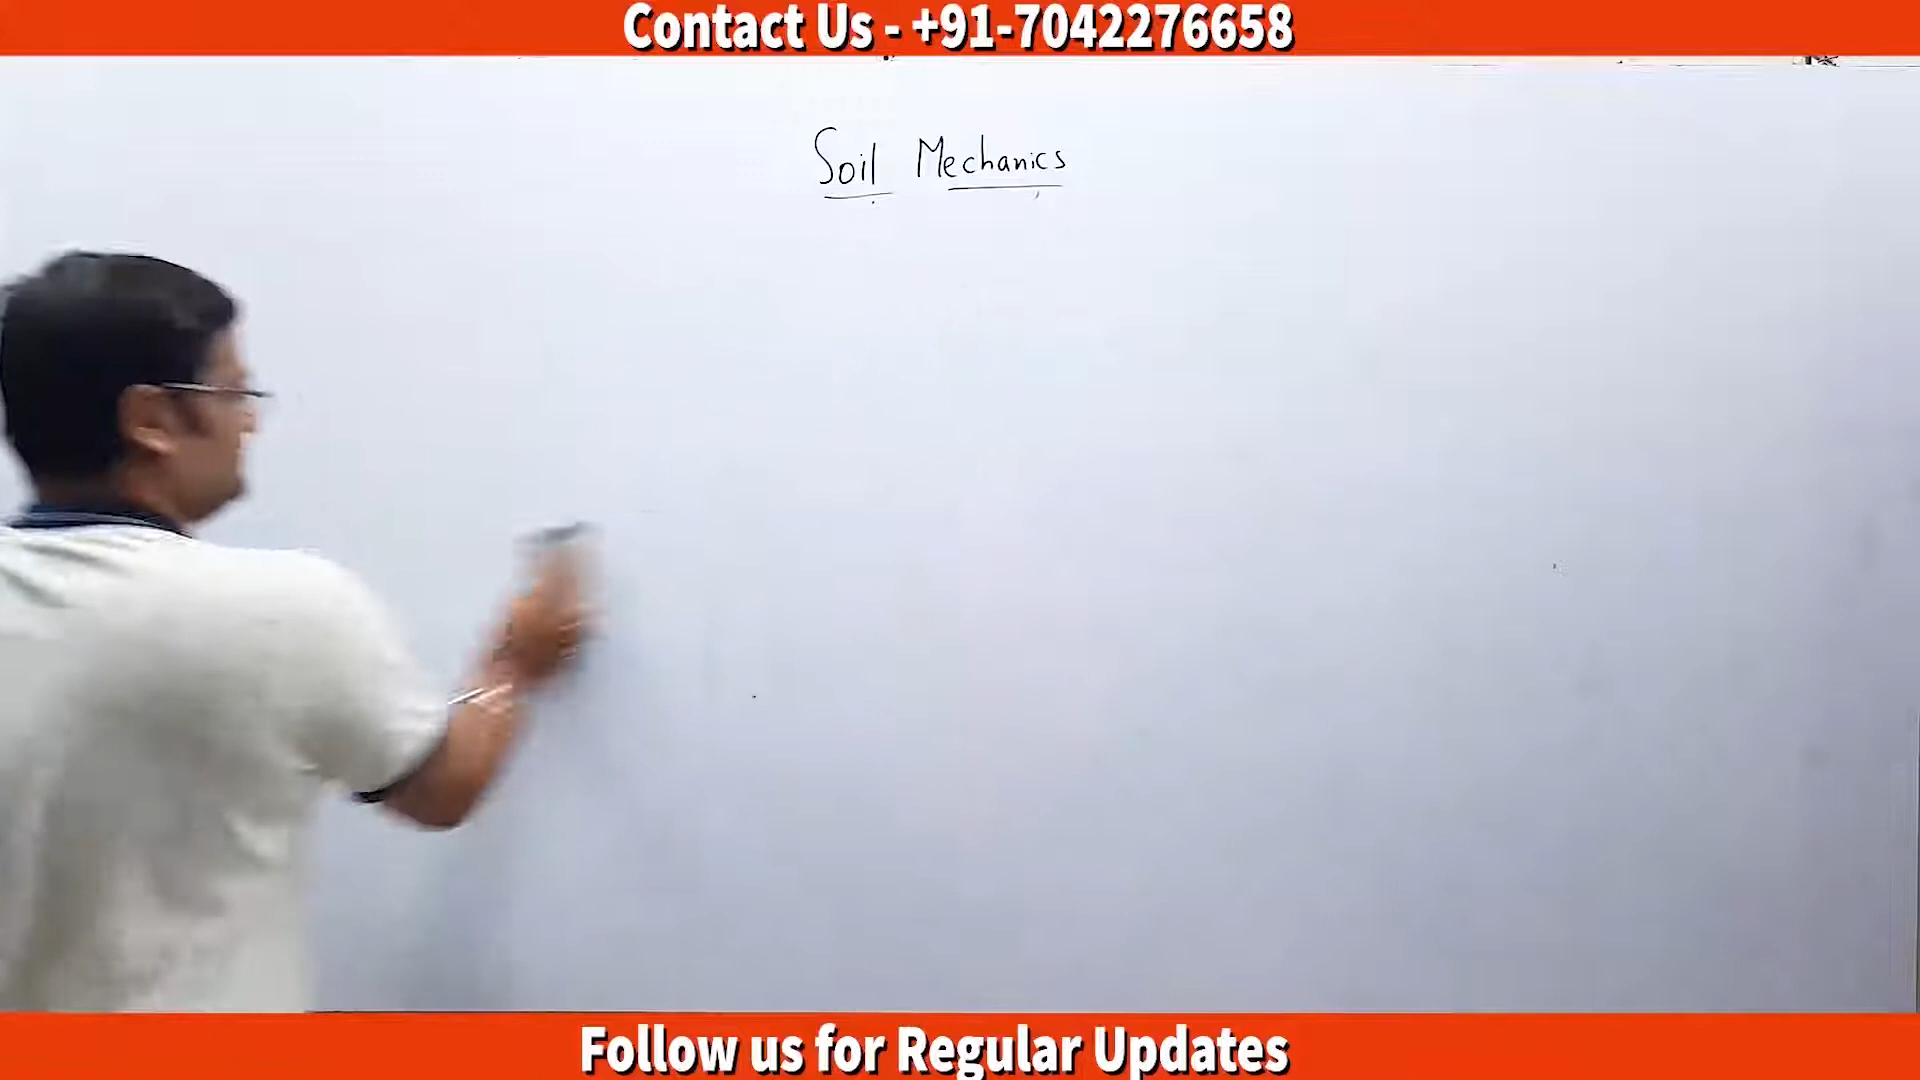 Contact Us - +91-7042276658
Soil Mechanics
Follow us for Regular Updates